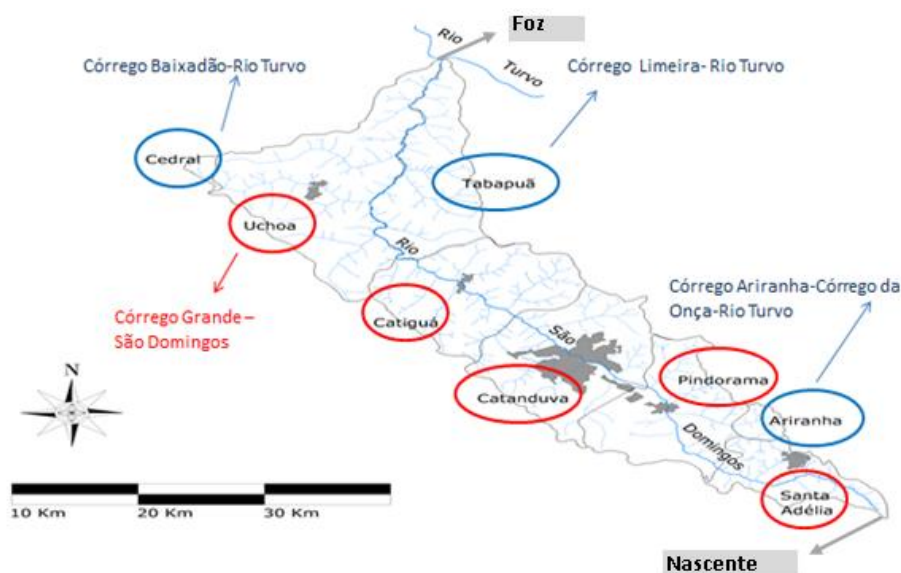 Foz
Rio
Turvo
Córrego Baixadão-Rio Turvo
Córrego Limeira- Rio Turvo
Cedral
Tabapuã
Uchoa
Rio
Córrego Ariranha-Córrego da
Onça-Rio Turvo
Córrego Grande –
São Domingos
Catiguá
São
Pindorama
Catanduva
Ariranha
N
Domingos
Santa
Adélia
10 Km
20 Km
30 Km
Nascente